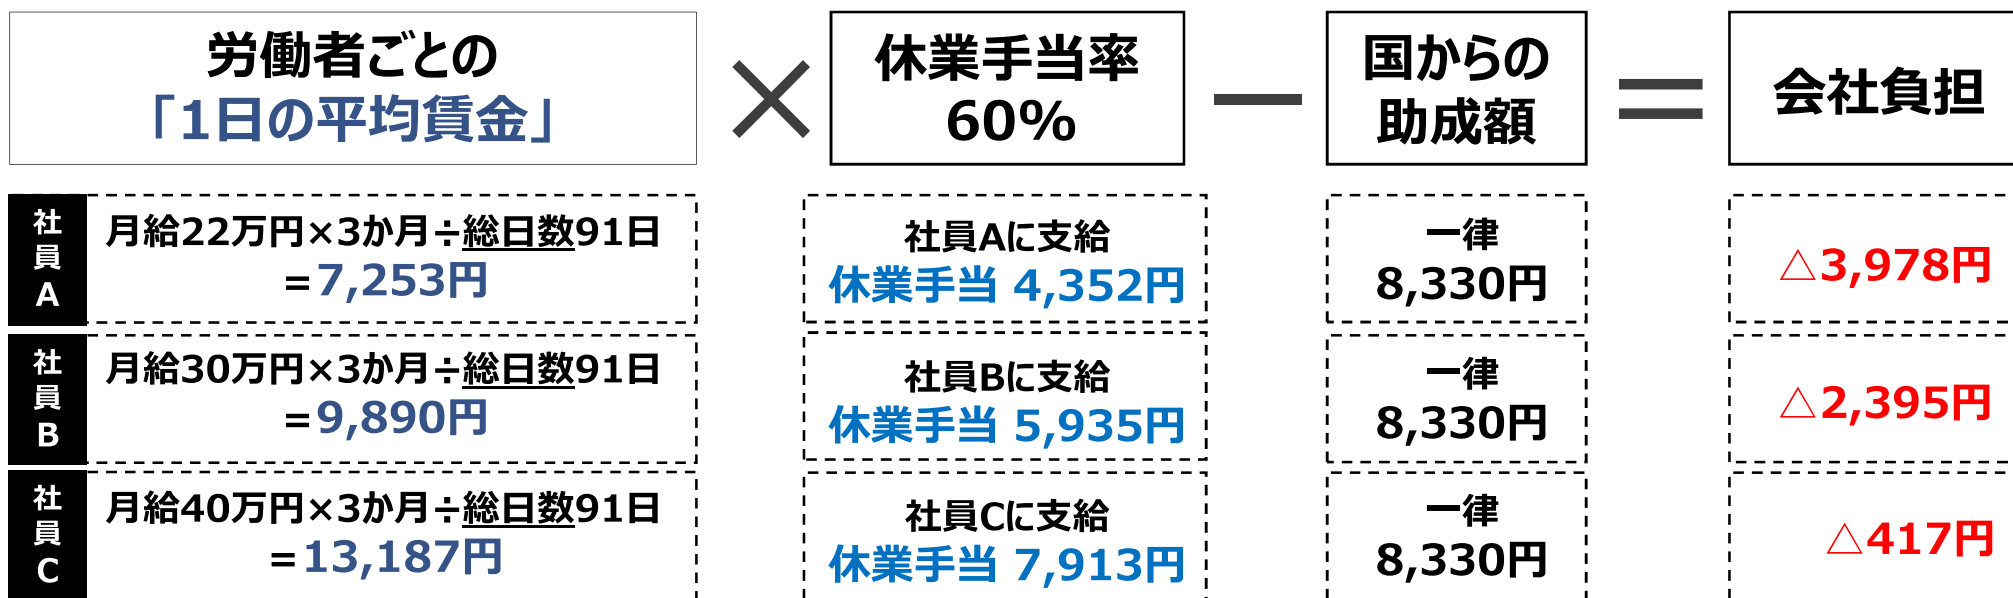 労働者ごとの
「1日の平均賃金」
×
休業手当率
60%
－
国からの
助成額
＝
会社負担
社員A
月給22万円×3か月÷総日数91日
=7,253円
社員Aに支給
休業手当 4,352円
一律
8,330円
△3,978円
社員B
月給30万円×3か月÷総日数91日
=9,890円
社員Bに支給
休業手当 5,935円
一律
8,330円
△2,395円
社員C
月給40万円×3か月÷総日数91日
=13,187円
社員Cに支給
休業手当 7,913円
一律
8,330円
△417円